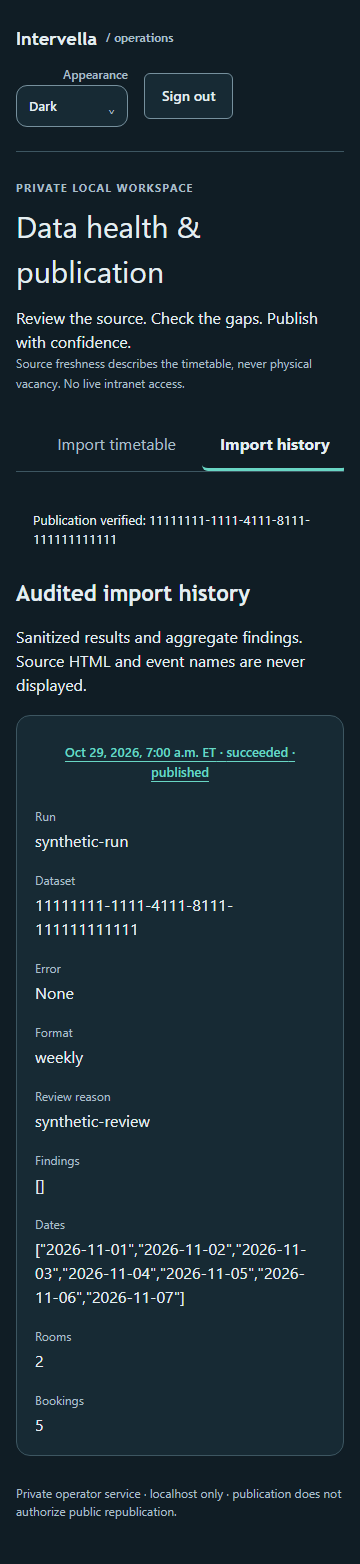 Intervella / operations
Appearance
Dark
Sign out
PRIVATE LOCAL WORKSPACE
Data health &
publication
Review the source. Check the gaps. Publish
with confidence.
Source freshness describes the timetable, never physical
vacancy. No live intranet access.
Import timetable
Import history
Publication verified: 11111111-1111-4111-8111-
111111111111
Audited import history
Sanitized results and aggregate findings.
Source HTML and event names are never
displayed.
Oct 29, 2026, 7:00 a.m. ET · succeeded ·
published
Run
synthetic-run
Dataset
11111111-1111-4111-8111-
111111111111
Error
None
Format
weekly
Review reason
synthetic-review
Findings
[]
Dates
["2026-11-01","2026-11-02","2026-11-
03","2026-11-04","2026-11-05","2026-
11-06","2026-11-07"]
Rooms
2
Bookings
5
Private operator service · localhost only · publication does not
authorize public republication.